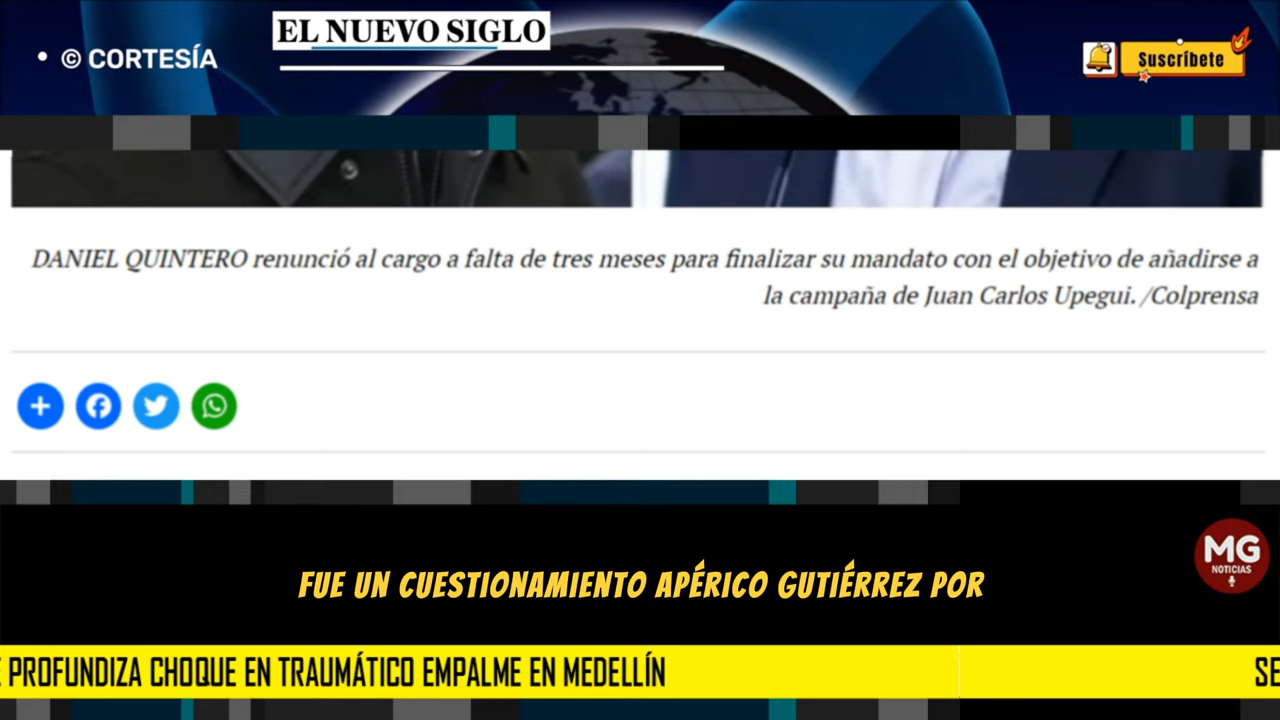 • © CORTESÍA
EL NUEVO SIGLO
Suscríbete
DANIEL QUINTERO renunció al cargo a falta de tres meses para finalizar su mandato con el objetivo de añadirse a
la campaña de Juan Carlos Upegui. /Colprensa
FUE UN CUESTIONAMIENTO APÉRICO GUTIÉRREZ POR
MG
NOTICIAS
E PROFUNDIZA CHOQUE EN TRAUMÁTICO EMPALME EN MEDELLÍN
SE